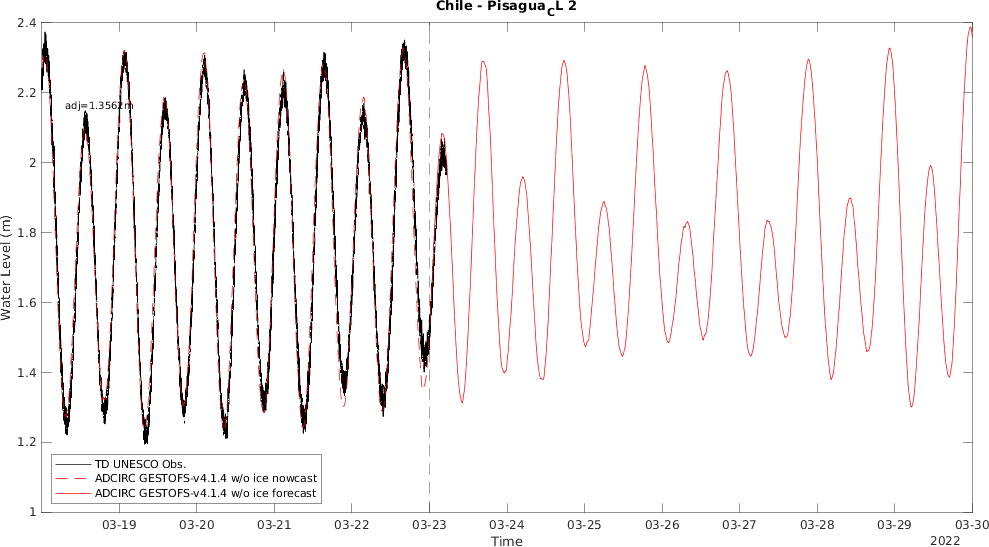 Chile - Pisagua_CL 2
2.4
2.2
2
1.8
1.6
1.4
1.2
1
Water Level (m)
adj=1.3562m
TD UNESCO Obs.
ADCIRC GESTOFS-v4.1.4 w/o ice nowcast
ADCIRC GESTOFS-v4.1.4 w/o ice forecast
03-19 03-20 03-21 03-22 03-23 03-24 03-25 03-26 03-27 03-28 03-29 03-30
Time
2022